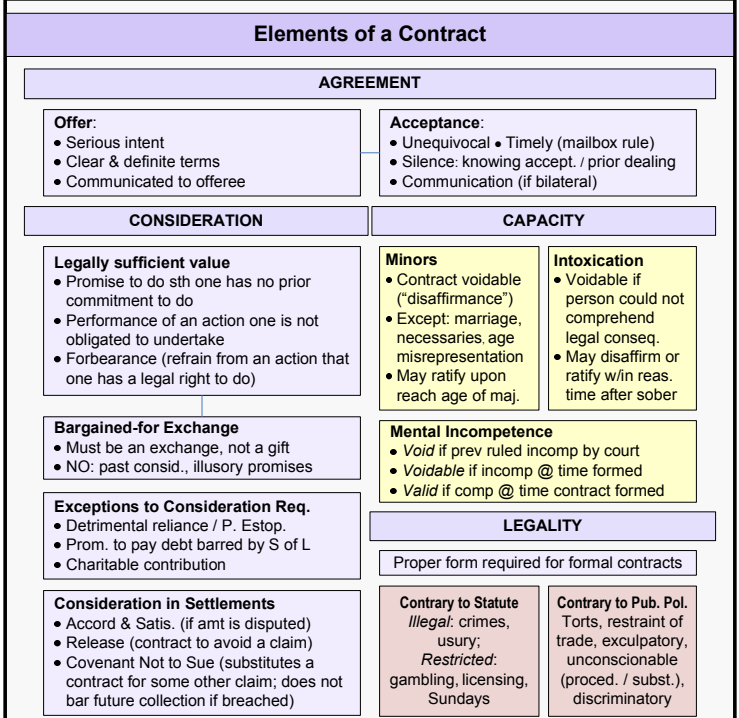 Elements of a Contract
AGREEMENT
Offer:
• Serious intent
• Clear & definite terms
• Communicated to offeree
Acceptance:
• Unequivocal • Timely (mailbox rule)
• Silence: knowing accept. / prior dealing
• Communication (if bilateral)
CONSIDERATION
Legally sufficient value
• Promise to do sth one has no prior
commitment to do
• Performance of an action one is not
obligated to undertake
• Forbearance (refrain from an action that
one has a legal right to do)
Bargained-for Exchange
• Must be an exchange, not a gift
• NO: past consid., illusory promises
Exceptions to Consideration Req.
• Detrimental reliance / P. Estop.
• Prom. to pay debt barred by S of L
• Charitable contribution
Consideration in Settlements
• Accord & Satis. (if amt is disputed)
• Release (contract to avoid a claim)
• Covenant Not to Sue (substitutes a
contract for some other claim; does not
bar future collection if breached)
CAPACITY
Minors
• Contract voidable
(“disaffirmance”)
• Except: marriage,
necessaries, age
misrepresentation
• May ratify upon
reach age of maj.
Intoxication
• Voidable if
person could not
comprehend
legal conseq.
• May disaffirm or
ratify w/in reas.
time after sober
Mental Incompetence
• Void if prev ruled incomp by court
• Voidable if incomp @ time formed
• Valid if comp @ time contract formed
LEGALITY
Proper form required for formal contracts
Contrary to Statute
Illegal: crimes,
usury;
Restricted:
gambling, licensing,
Sundays
Contrary to Pub. Pol.
Torts, restraint of
trade, exculpatory,
unconscionable
(proced. / subst.),
discriminatory